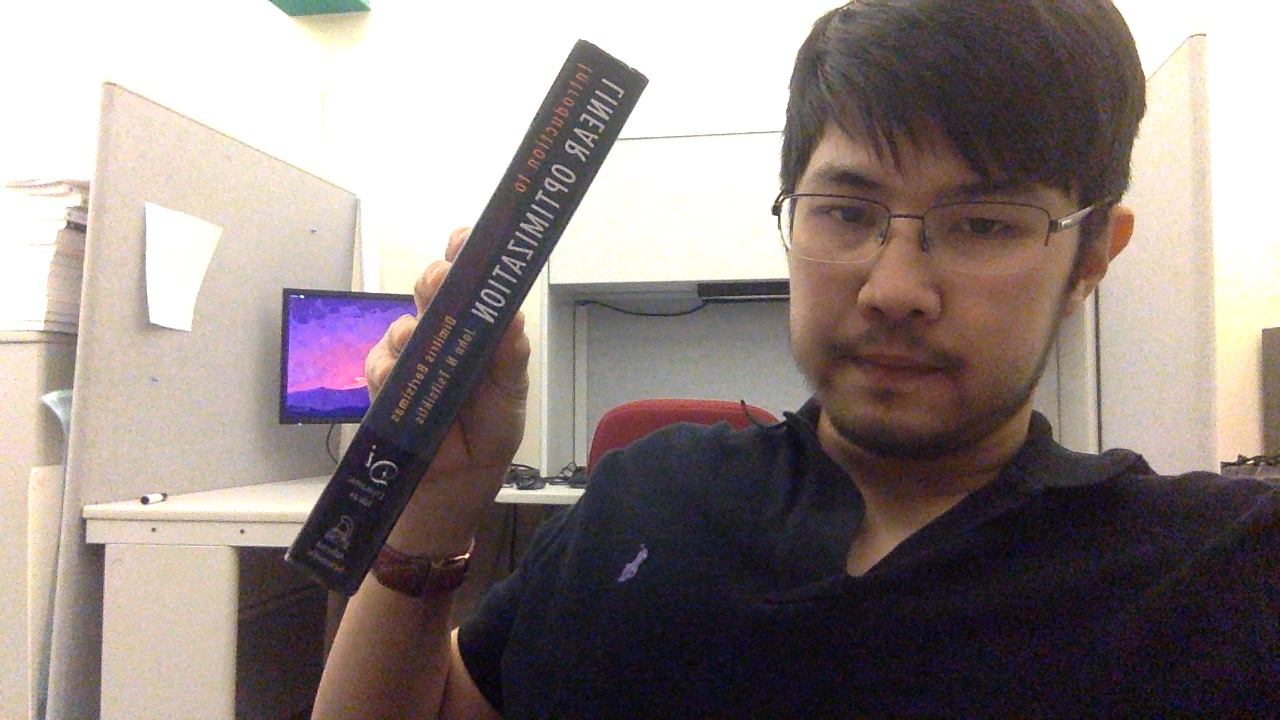 Introduction to
LINEAR OPTIMIZATION
Dimitris Bertsimas
John N. Tsitsiklis